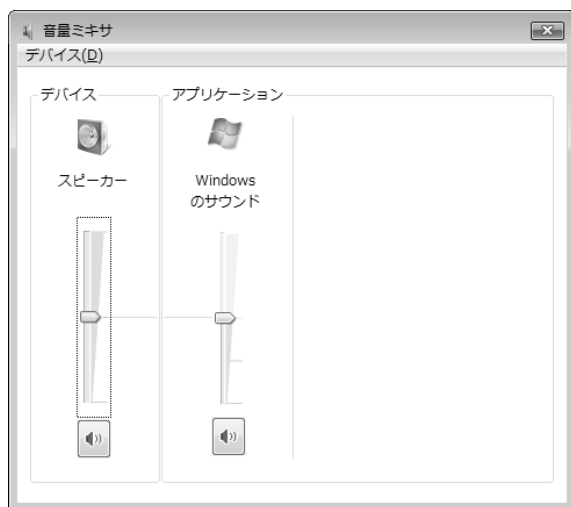 音量ミキサ
デバイス(D)
デバイス
アプリケーション
スピーカー
Windows
のサウンド